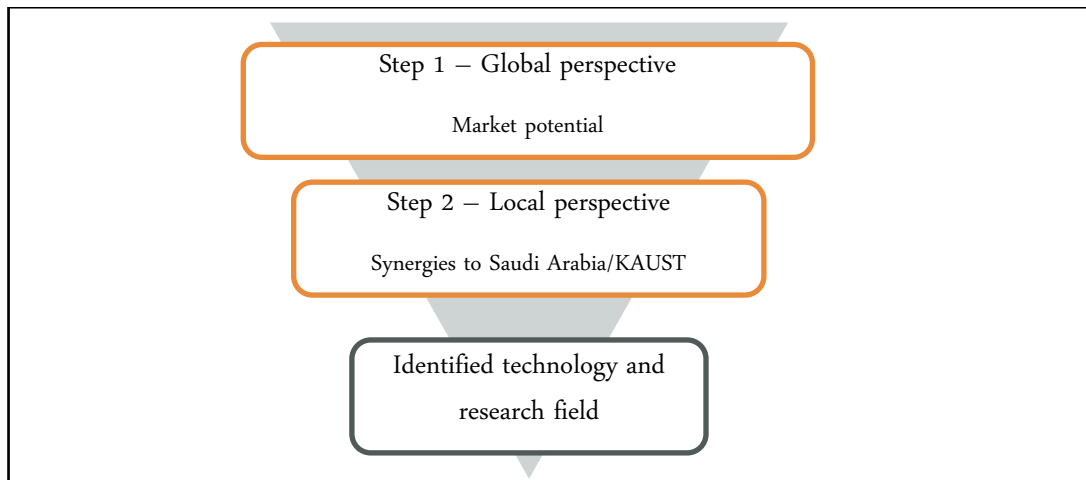 Step 1 – Global perspective
Market potential
Step 2 – Local perspective
Synergies to Saudi Arabia/KAUST
Identified technology and
research field